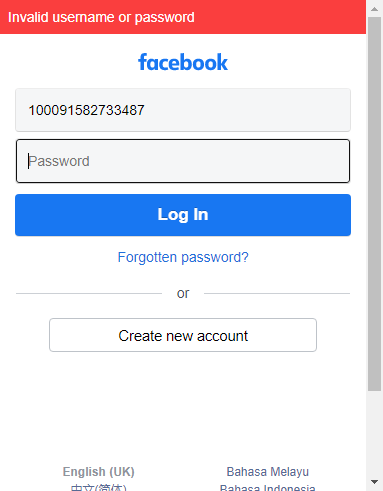 Invalid username or password
facebook
100091582733487
Password
Log In
Forgotten password?
or
Create new account
English (UK)
Bahasa Melayu
中文(简体)
Bahasa Indonesia